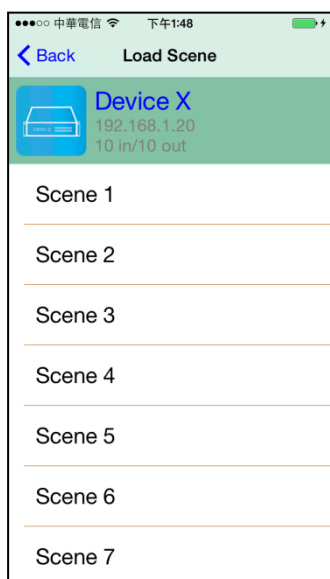 中華電信 下午1:48
Back Load Scene
Device X
192.168.1.20
10 in/10 out
Scene 1
Scene 2
Scene 3
Scene 4
Scene 5
Scene 6
Scene 7